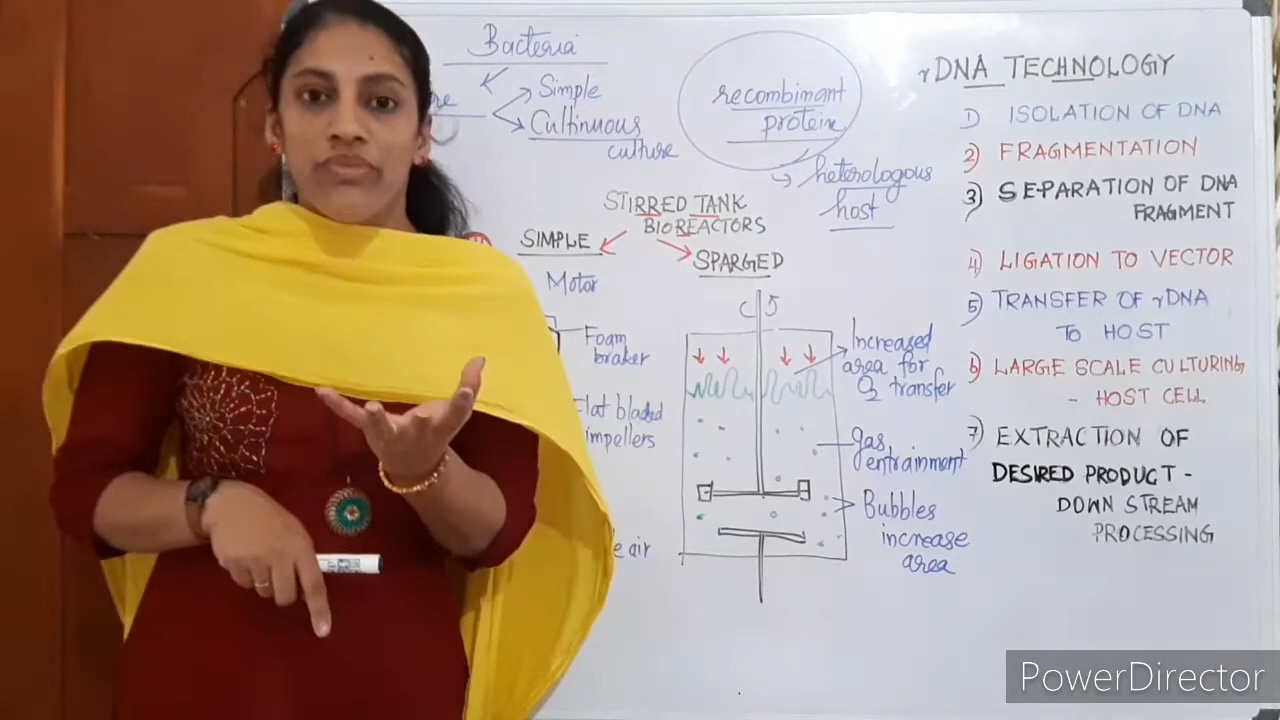 Bacteria
Simple
Cultinuous
culture
recombinant
protein
heterologous
host
STIRRED TANK
BIOREACTORS
SIMPLE
SPARGED
Motor
Foam
braker
Flat bladed
impellers
air
Increased
area for
O2 transfer
gas
entrainment
Bubbles
increase
area
rDNA TECHNOLOGY
1) ISOLATION OF DNA
2) FRAGMENTATION
3) SEPARATION OF DNA
FRAGMENT
4) LIGATION TO VECTOR
5) TRANSFER OF rDNA
TO HOST
6) LARGE SCALE CULTURING
- HOST CELL
7) EXTRACTION OF
DESIRED PRODUCT -
DOWN STREAM
PROCESSING
PowerDirector